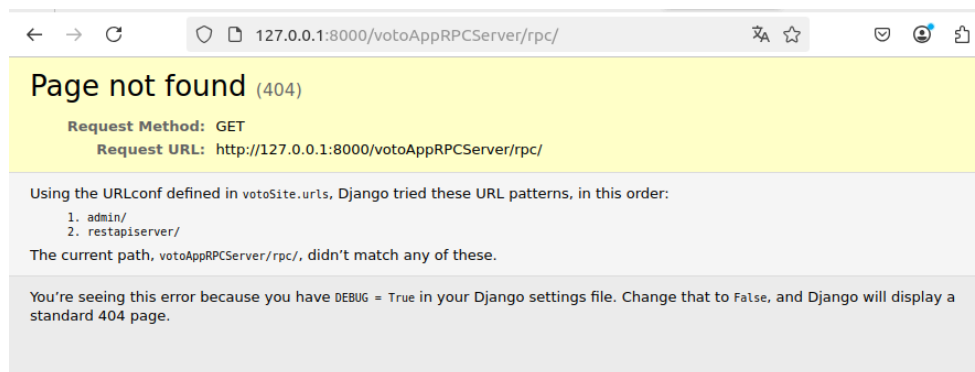 127.0.0.1:8000/votoAppRPCServer/rpc/
Page not found (404)
Request Method: GET
Request URL: http://127.0.0.1:8000/votoAppRPCServer/rpc/
Using the URLconf defined in votoSite.urls, Django tried these URL patterns, in this order:
1. admin/
2. restapiserver/
The current path, votoAppRPCServer/rpc/, didn’t match any of these.
You’re seeing this error because you have DEBUG = True in your Django settings file. Change that to False, and Django will display a
standard 404 page.